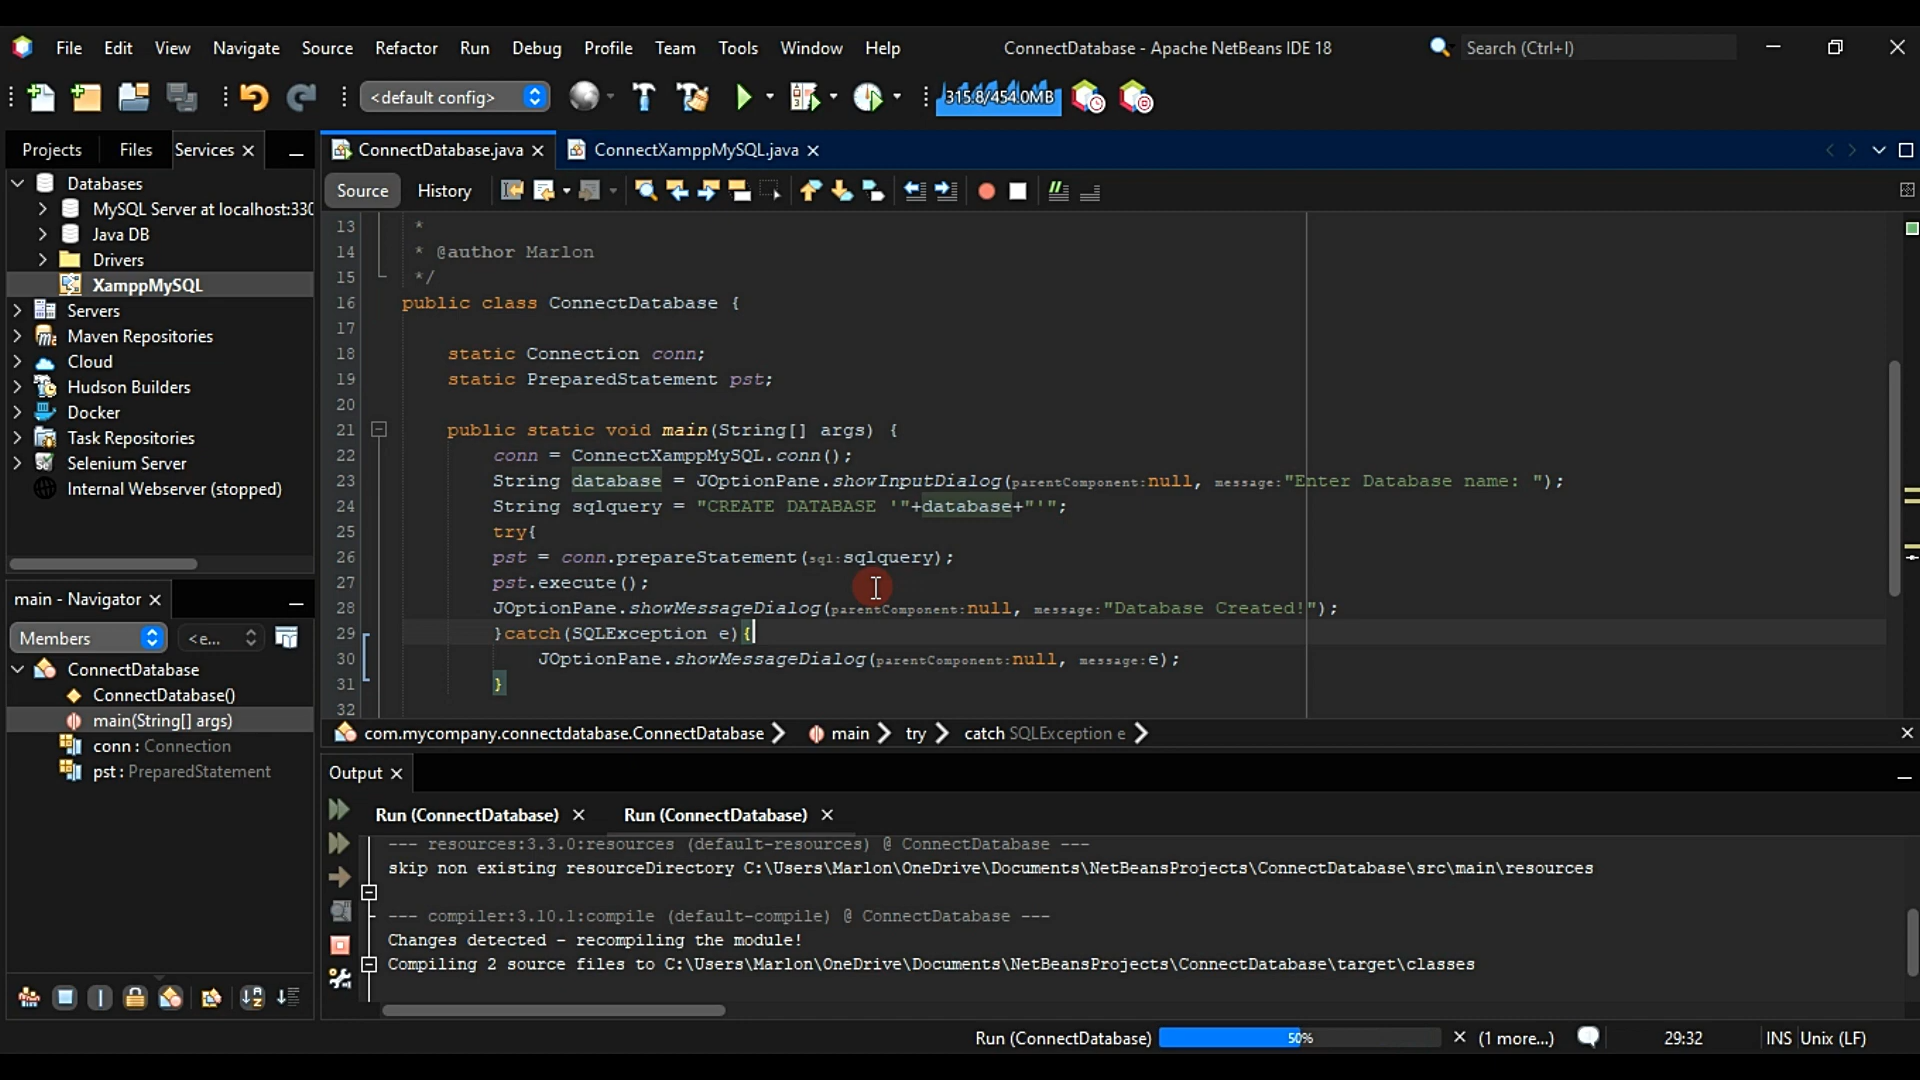 File Edit View Navigate Source Refactor Run Debug Profile Team Tools Window Help
ConnectDatabase - Apache NetBeans IDE 18
Search (Ctrl+I)
<default config>
315.8/454.0MB
Projects Files Services
Databases
MySQL Server at localhost:330
Java DB
Drivers
XamppMySQL
Servers
Maven Repositories
Cloud
Hudson Builders
Docker
Task Repositories
Selenium Server
Internal Webserver (stopped)
main - Navigator
Members <e...
ConnectDatabase
ConnectDatabase()
main(String[] args)
conn : Connection
pst : PreparedStatement
ConnectDatabase.java ConnectXamppMySQL.java
Source History
13 *
14 * @author Marlon
15 */
16 public class ConnectDatabase {
17
18 static Connection conn;
19 static PreparedStatement pst;
20
21 public static void main(String[] args) {
22 conn = ConnectXamppMySQL.conn();
23 String database = JOptionPane.showInputDialog(parentComponent:null, message:"Enter Database name: ");
24 String sqlquery = "CREATE DATABASE '"+database+"'";
25 try{
26 pst = conn.prepareStatement(sql:sqlquery);
27 pst.execute();
28 JOptionPane.showMessageDialog(parentComponent:null, message:"Database Created!");
29 }catch(SQLException e){
30 JOptionPane.showMessageDialog(parentComponent:null, message:e);
31 }
32
com.mycompany.connectdatabase.ConnectDatabase main try catch SQLException e
Output
Run (ConnectDatabase) Run (ConnectDatabase)
--- resources:3.3.0:resources (default-resources) @ ConnectDatabase ---
skip non existing resourceDirectory C:\Users\Marlon\OneDrive\Documents\NetBeansProjects\ConnectDatabase\src\main\resources
--- compiler:3.10.1:compile (default-compile) @ ConnectDatabase ---
Changes detected - recompiling the module!
Compiling 2 source files to C:\Users\Marlon\OneDrive\Documents\NetBeansProjects\ConnectDatabase\target\classes
Run (ConnectDatabase) 50% (1 more...) 29:32 INS Unix (LF)